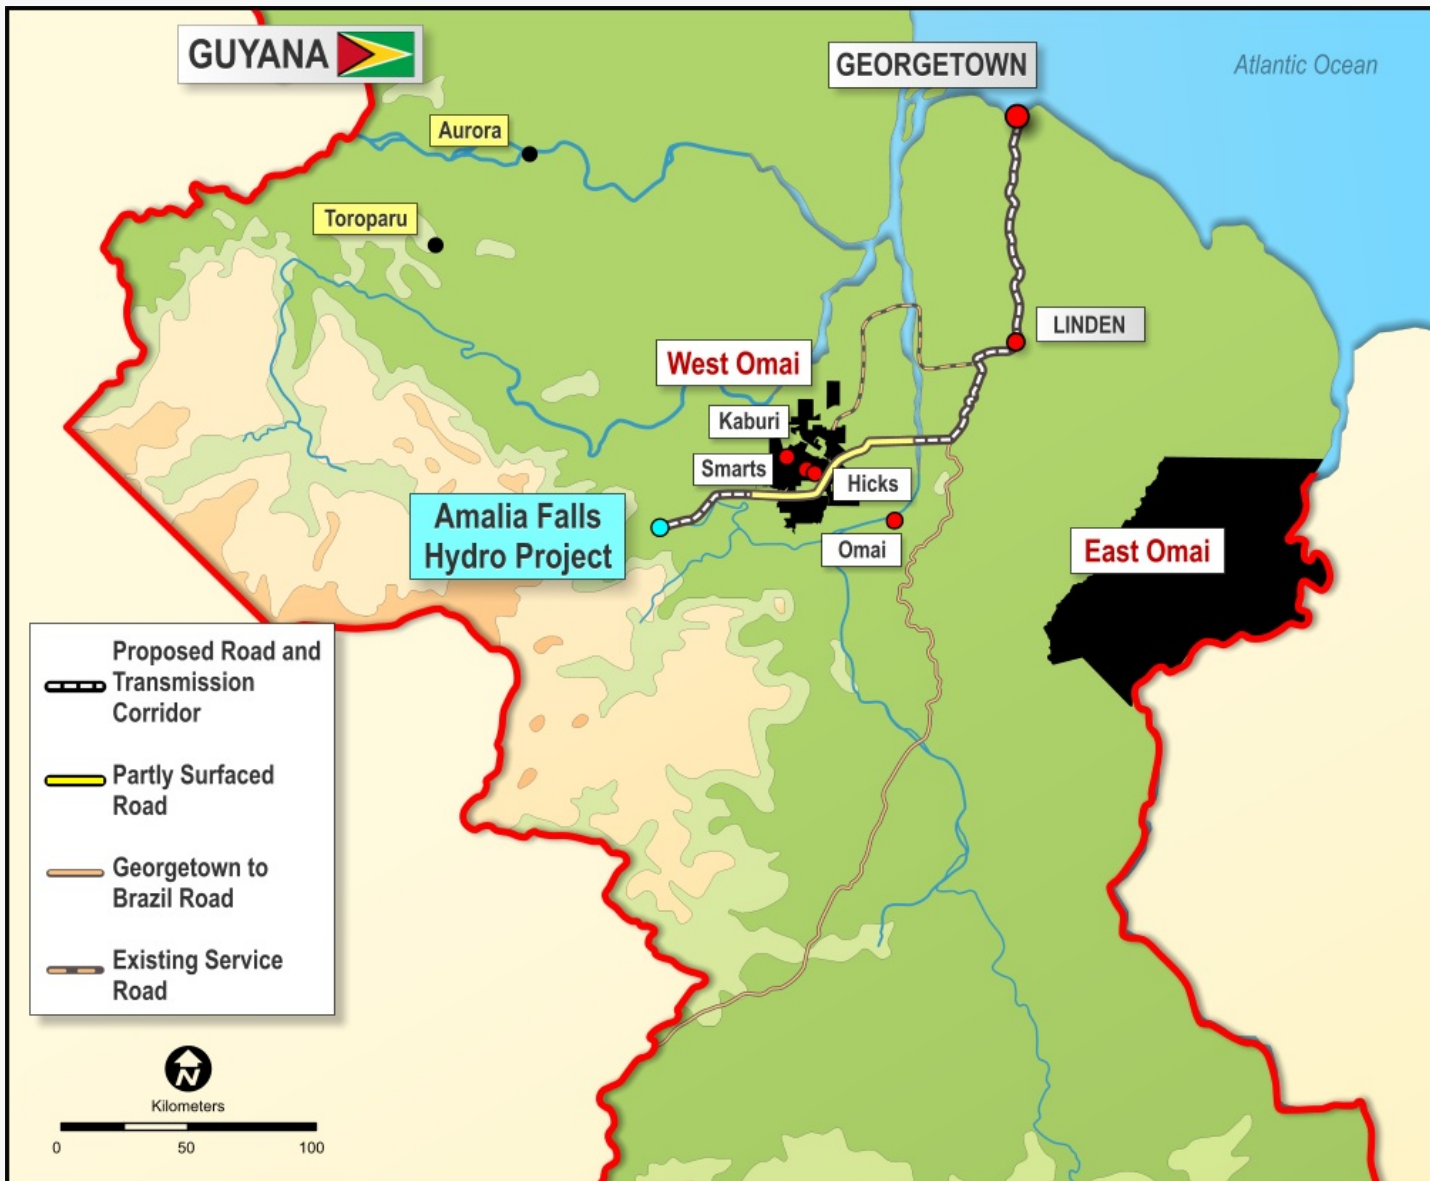 GUYANA
GEORGETOWN
Atlantic Ocean
Aurora
Toroparu
LINDEN
West Omai
Kaburi
Smarts
Hicks
Amalia Falls
Hydro Project
Omai
East Omai
Proposed Road and
Transmission
Corridor
Partly Surfaced
Road
Georgetown to
Brazil Road
Existing Service
Road
N
Kilometers
0 50 100